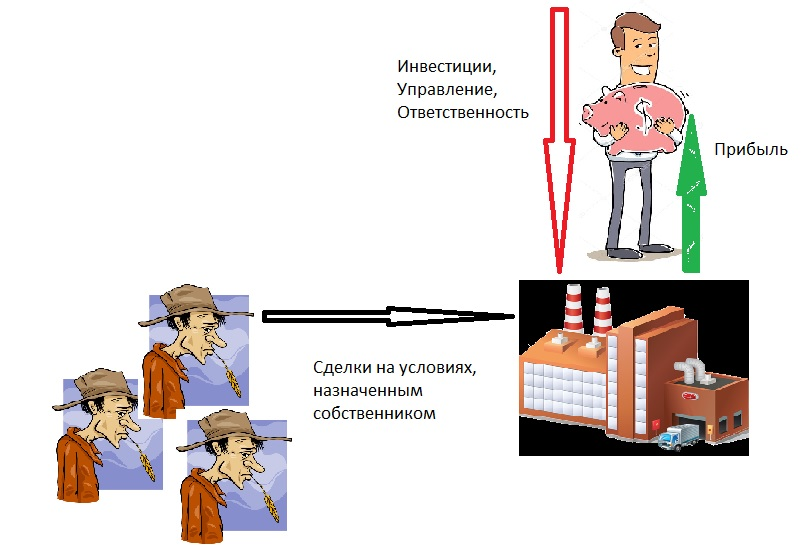 Инвестиции,
Управление,
Ответственность
$
Прибыль
Сделки на условиях,
назначенным
собственником